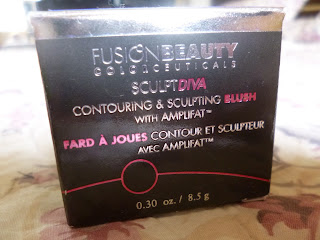 FUSIONBEAUTY
COLORCEUTICALS
SCULPTDIVA
CONTOURING & SCULPTING BLUSH
WITH AMPLIFAT™
FARD À JOUES CONTOUR ET SCULPTEUR
AVEC AMPLIFAT™
0.30 oz. / 8.5 g